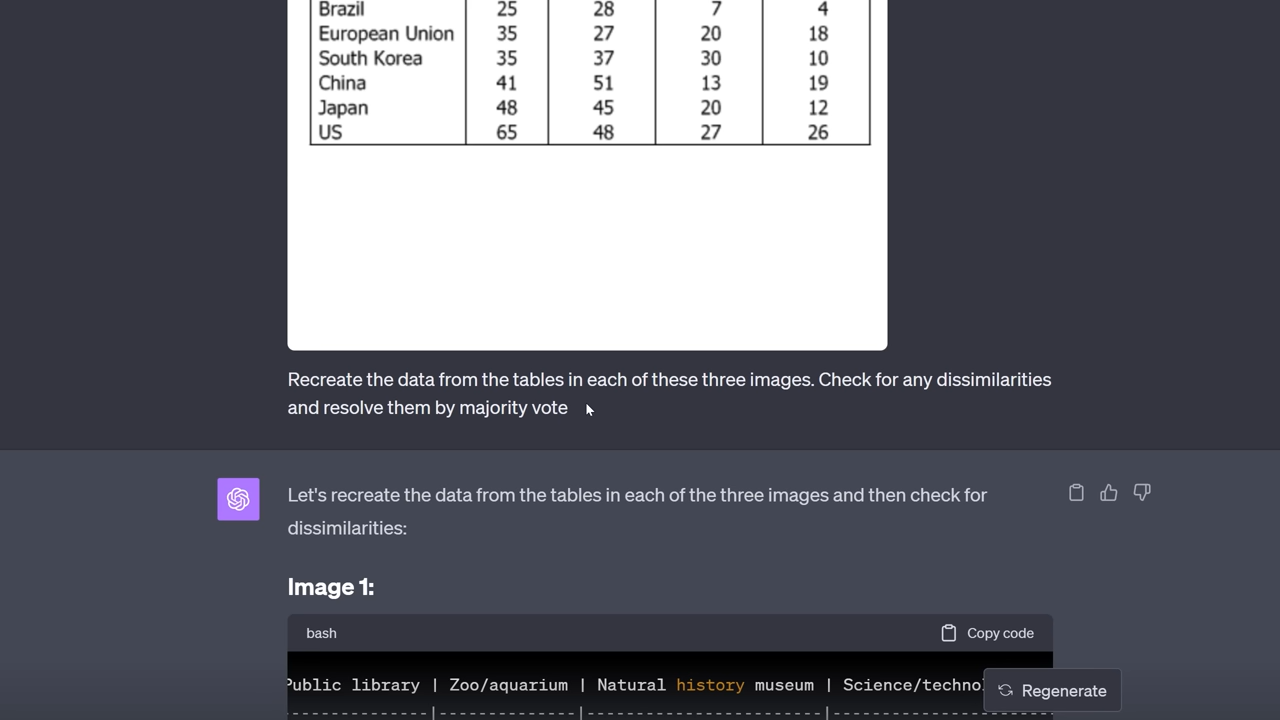 Brazil 25 28 7 4
European Union 35 27 20 18
South Korea 35 37 30 10
China 41 51 13 19
Japan 48 45 20 12
US 65 48 27 26
Recreate the data from the tables in each of these three images. Check for any dissimilarities
and resolve them by majority vote
Let's recreate the data from the tables in each of the three images and then check for
dissimilarities:
Image 1:
bash Copy code
Public library | Zoo/aquarium | Natural history museum | Science/techno
Regenerate